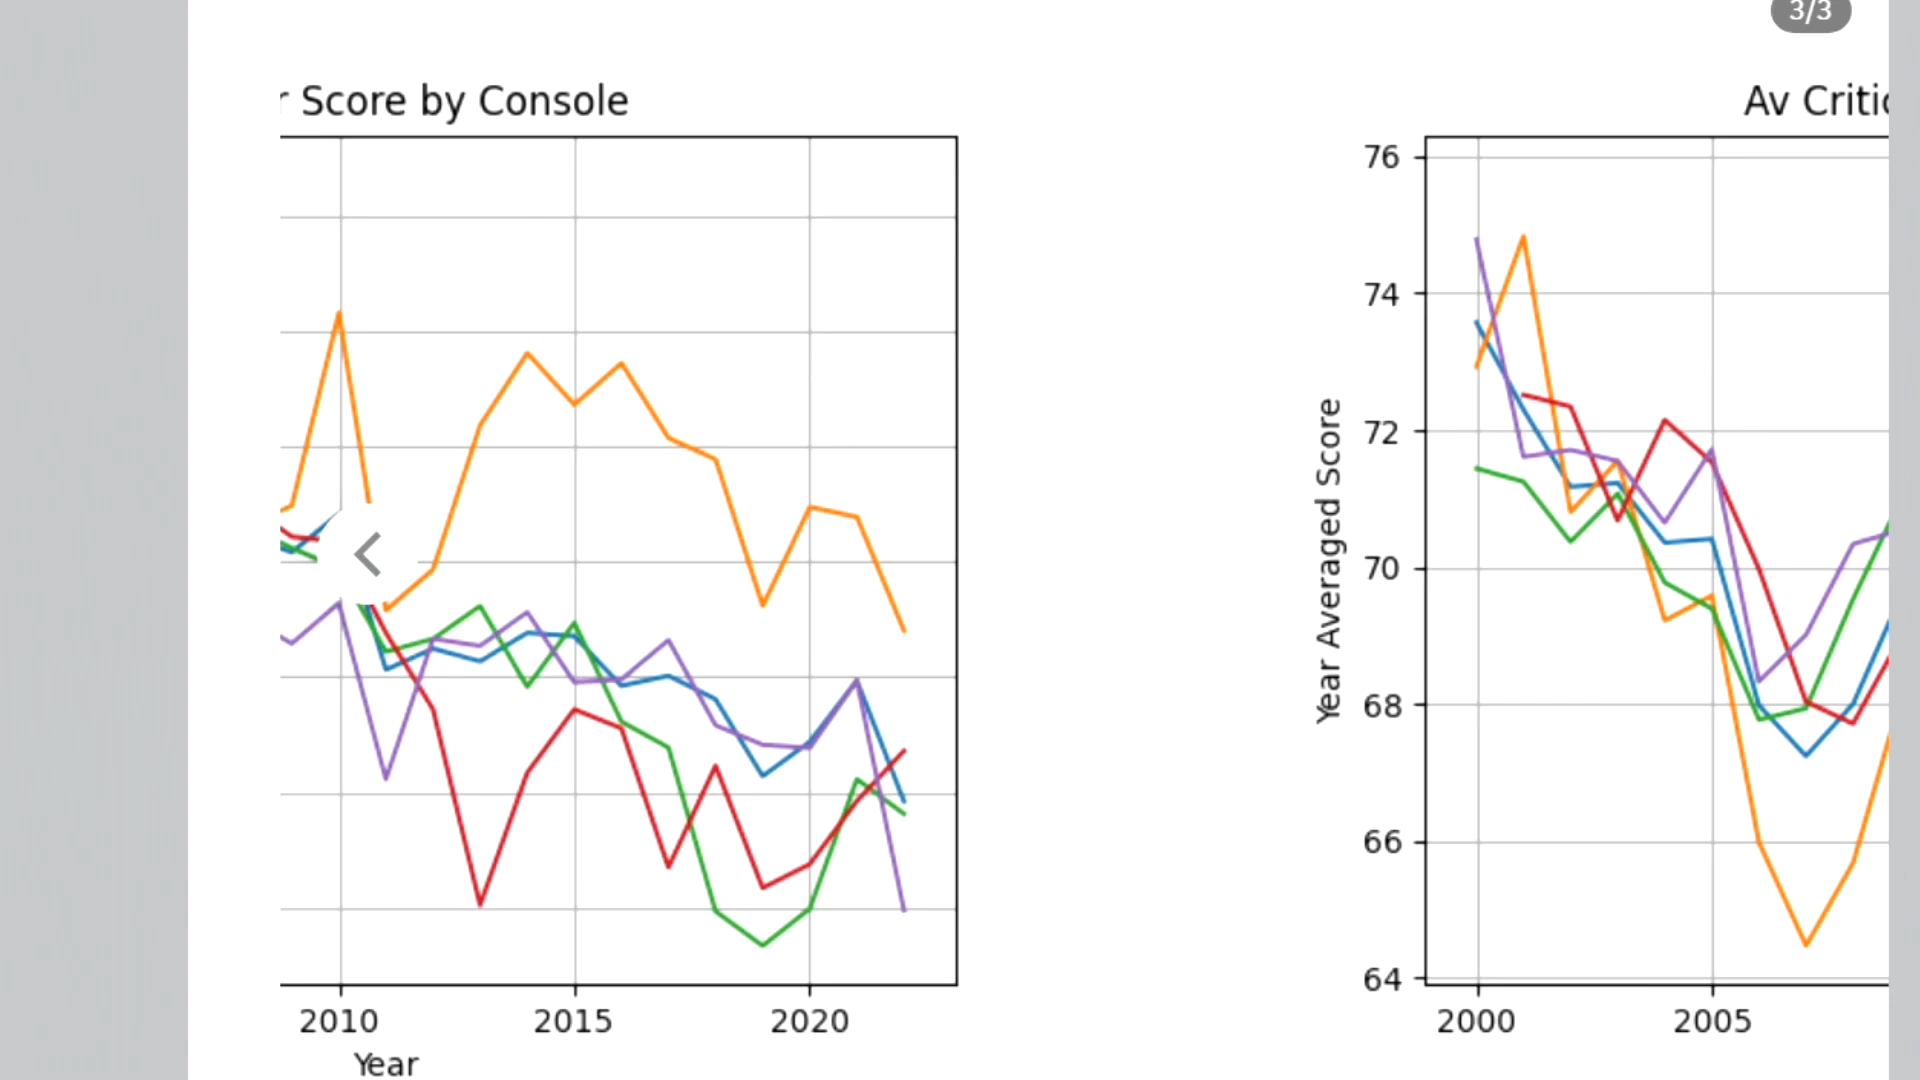 3/3
r Score by Console
2010 2015 2020
Year
Av Critic
Year Averaged Score
76
74
72
70
68
66
64
2000 2005